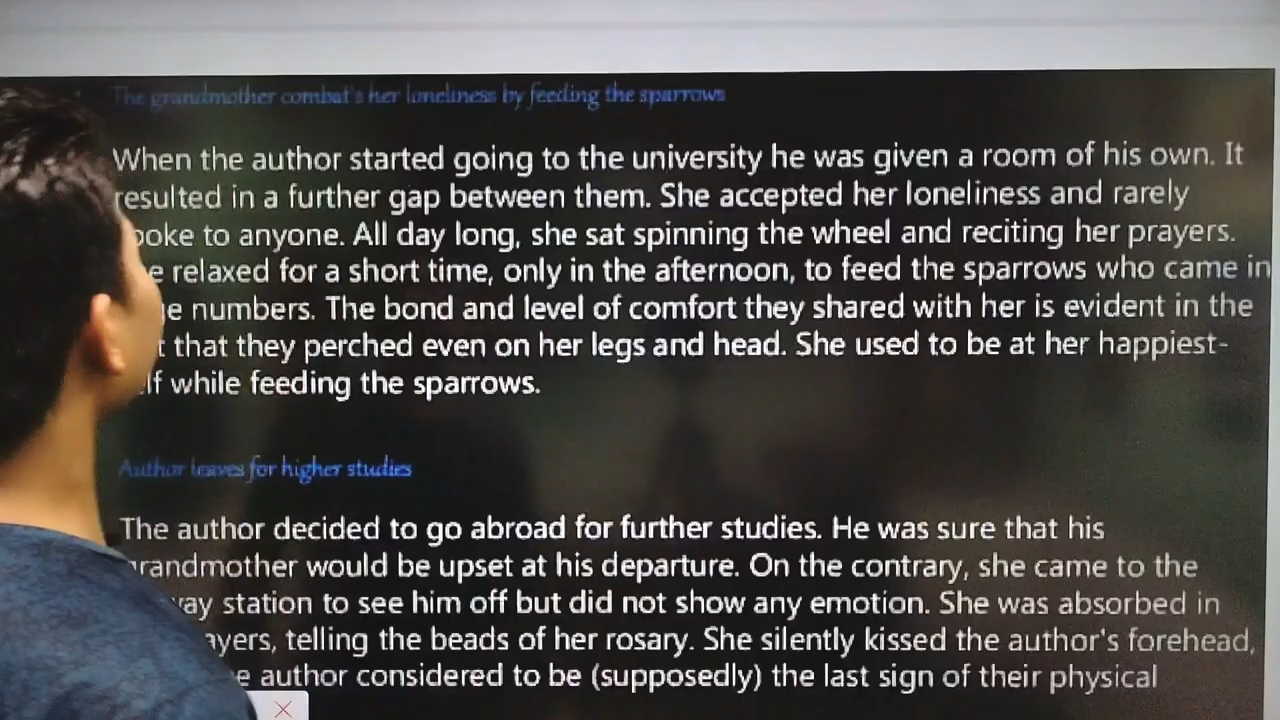 The grandmother combat's her loneliness by feeding the sparrows
When the author started going to the university he was given a room of his own. It
resulted in a further gap between them. She accepted her loneliness and rarely
poke to anyone. All day long, she sat spinning the wheel and reciting her prayers.
e relaxed for a short time, only in the afternoon, to feed the sparrows who came in
numbers. The bond and level of comfort they shared with her is evident in the
that they perched even on her legs and head. She used to be at her happiest-
lf while feeding the sparrows.
Author leaves for higher studies
The author decided to go abroad for further studies. He was sure that his
grandmother would be upset at his departure. On the contrary, she came to the
way station to see him off but did not show any emotion. She was absorbed in
ayers, telling the beads of her rosary. She silently kissed the author's forehead,
e author considered to be (supposedly) the last sign of their physical